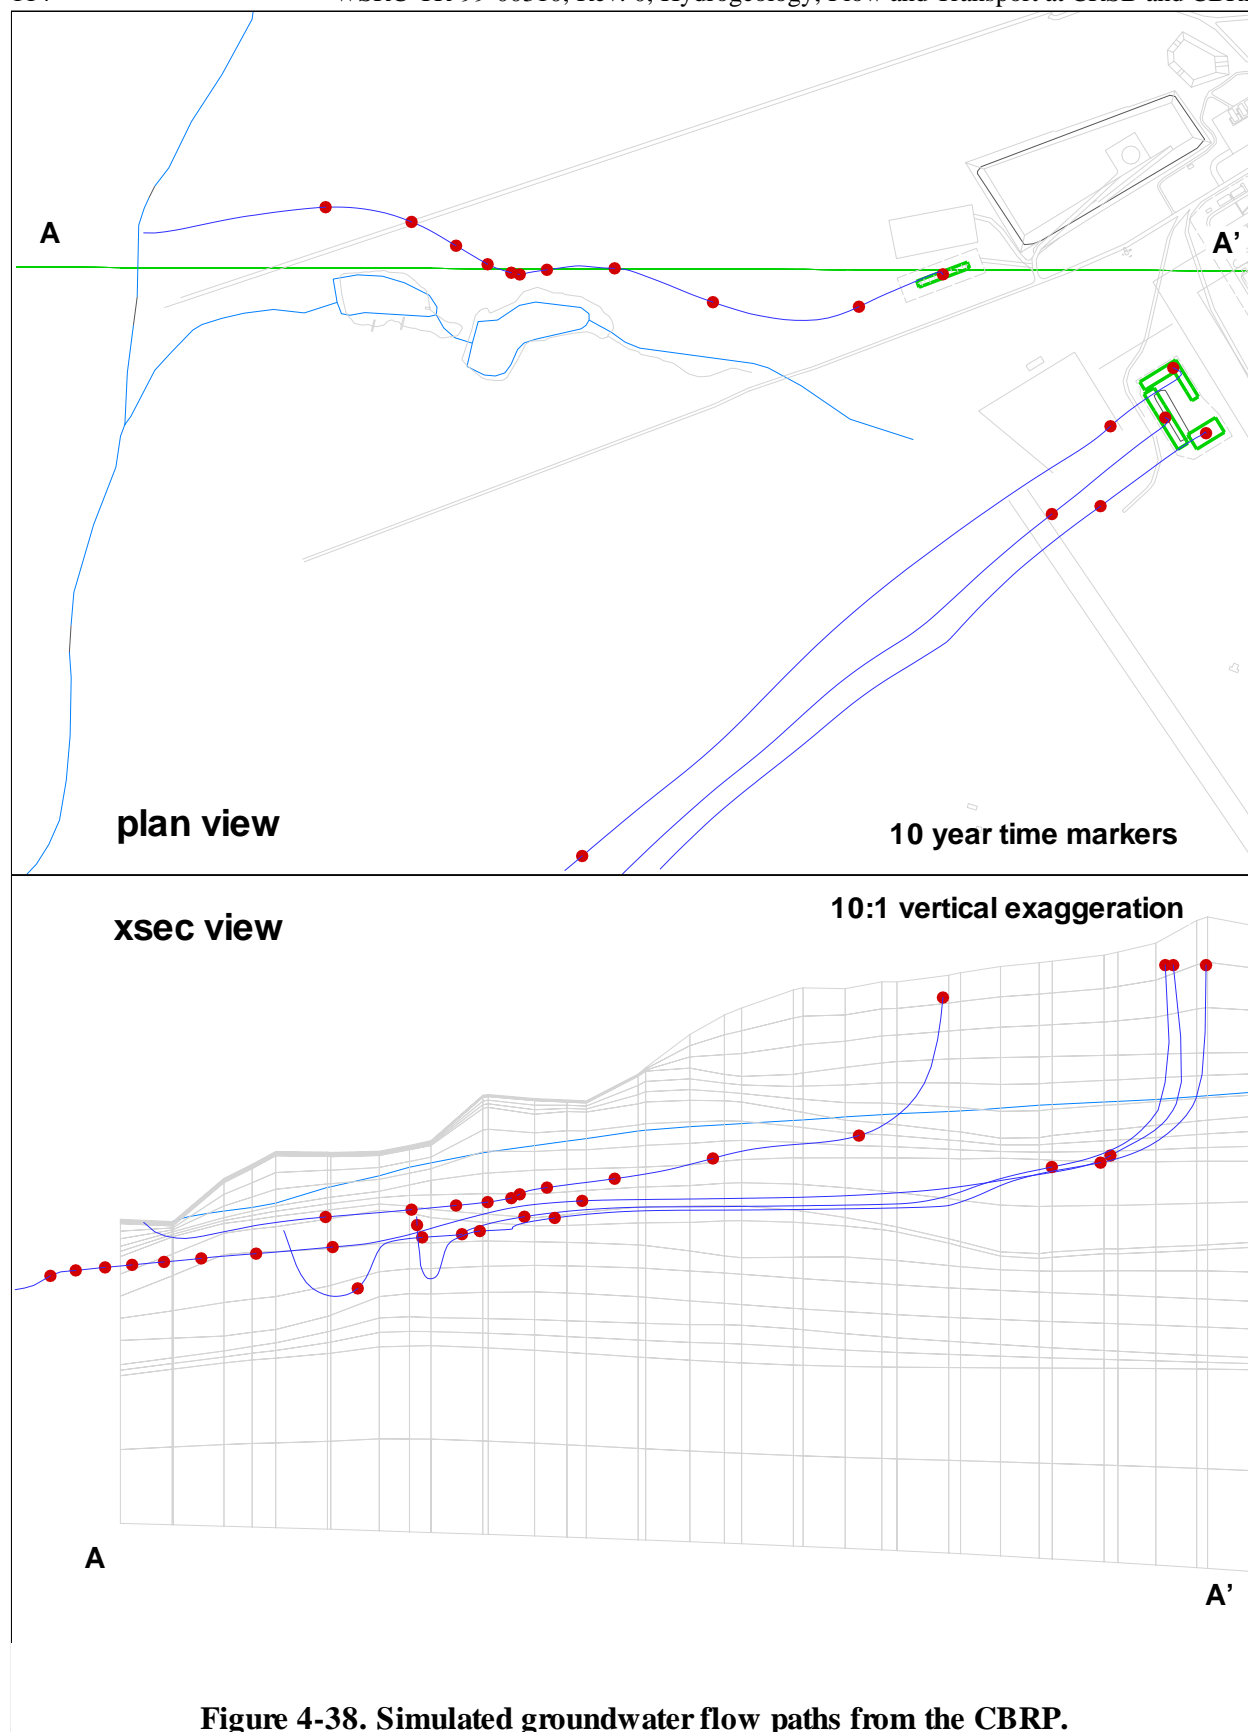 A
A’
plan view
10 year time markers
xsec view
10:1 vertical exaggeration
A
A’
Figure 4-38. Simulated groundwater flow paths from the CBRP.